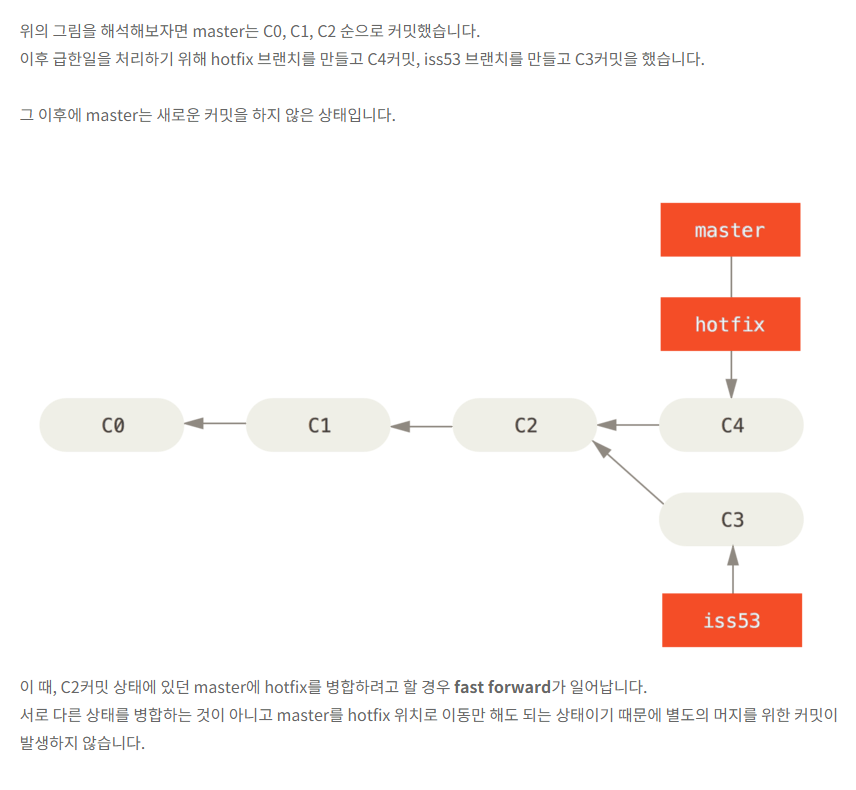 위의 그림을 해석해보자면 master는 C0, C1, C2 순으로 커밋했습니다.
이후 급한일을 처리하기 위해 hotfix 브랜치를 만들고 C4커밋, iss53 브랜치를 만들고 C3커밋을 했습니다.
그 이후에 master는 새로운 커밋을 하지 않은 상태입니다.
master
hotfix
C0 C1 C2 C4
C3
iss53
이 때, C2커밋 상태에 있던 master에 hotfix를 병합하려고 할 경우 fast forward가 일어납니다.
서로 다른 상태를 병합하는 것이 아니고 master를 hotfix 위치로 이동만 해도 되는 상태이기 때문에 별도의 머지를 위한 커밋이
발생하지 않습니다.